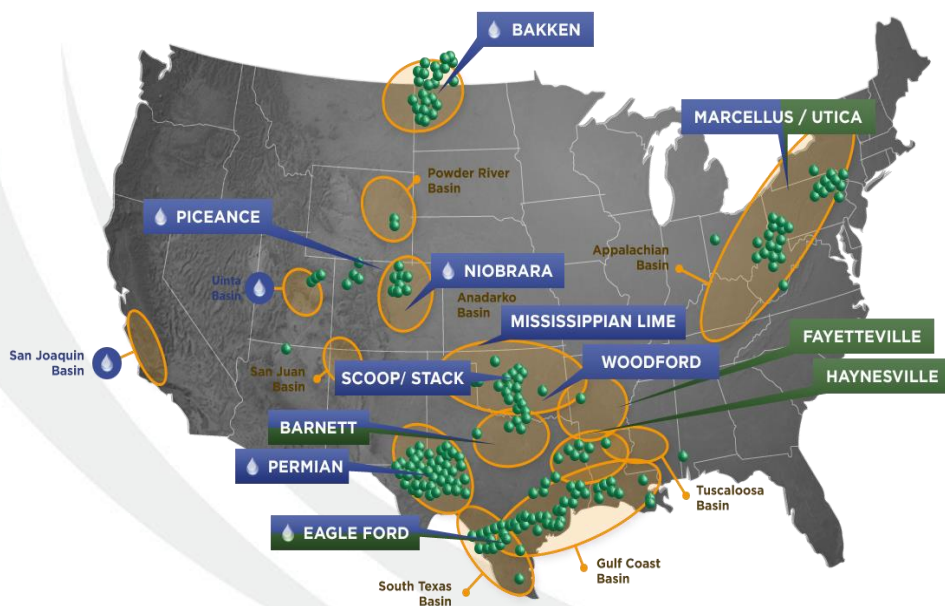 BAKKEN
MARCELLUS / UTICA
Powder River
Basin
PICEANCE
Appalachian
Basin
NIOBRARA
Uinta
Basin
Anadarko
Basin
MISSISSIPPIAN LIME
FAYETTEVILLE
San Joaquin
Basin
San Juan
Basin
SCOOP/ STACK
WOODFORD
HAYNESVILLE
BARNETT
PERMIAN
Tuscaloosa
Basin
EAGLE FORD
Gulf Coast
Basin
South Texas
Basin